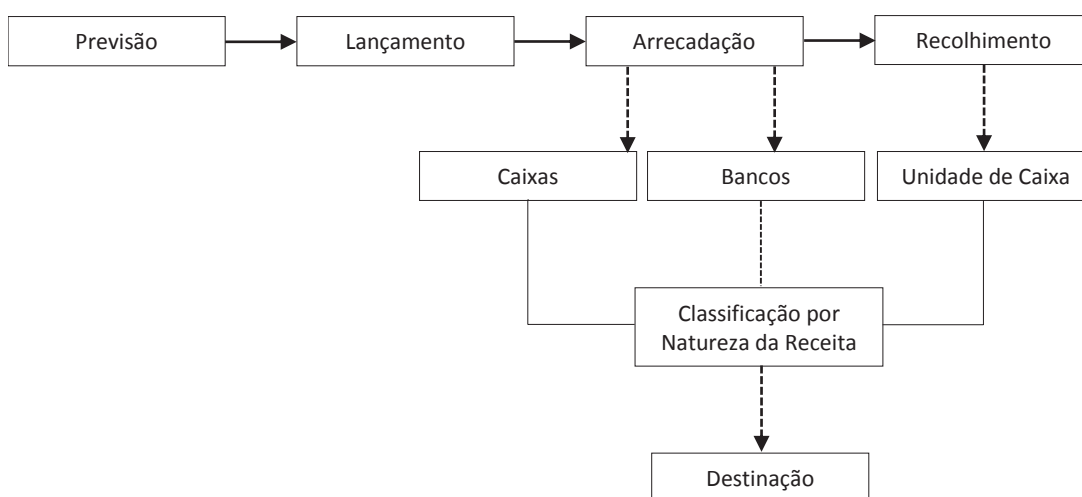 Previsão
Lançamento
Arrecadação
Recolhimento
Caixas
Bancos
Unidade de Caixa
Classificação por
Natureza da Receita
Destinação